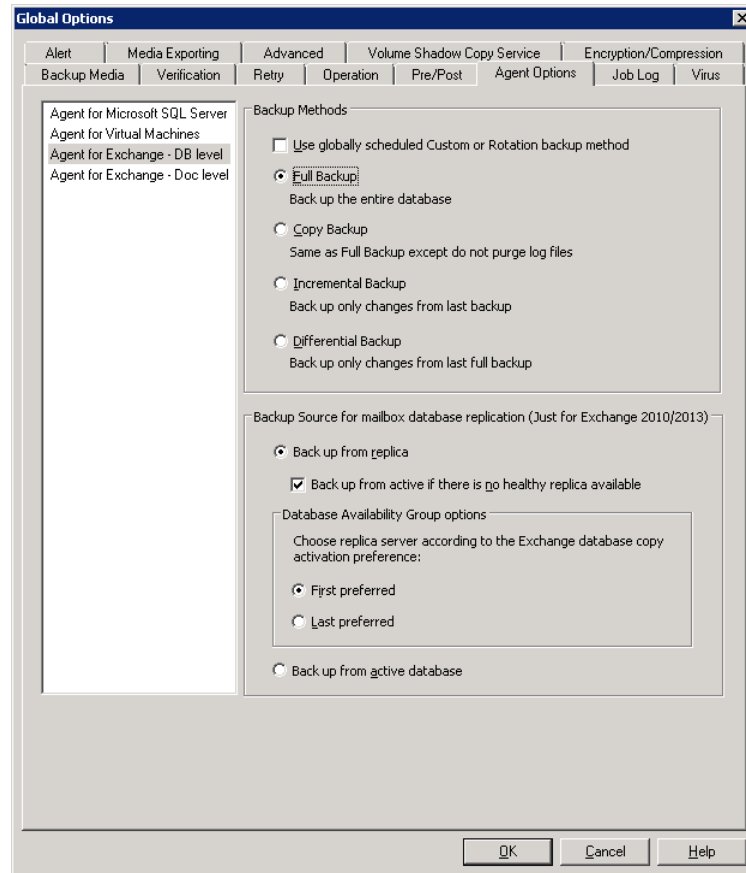 Global Options
Alert
Media Exporting
Advanced
Volume Shadow Copy Service
Encryption/Compression
Backup Media
Verification
Retry
Operation
Pre/Post
Agent Options
Job Log
Virus
Agent for Microsoft SQL Server
Agent for Virtual Machines
Agent for Exchange - DB level
Agent for Exchange - Doc level
Backup Methods
Use globally scheduled Custom or Rotation backup method
Full Backup
Back up the entire database
Copy Backup
Same as Full Backup except do not purge log files
Incremental Backup
Back up only changes from last backup
Differential Backup
Back up only changes from last full backup
Backup Source for mailbox database replication (Just for Exchange 2010/2013)
Back up from replica
Back up from active if there is no healthy replica available
Database Availability Group options
Choose replica server according to the Exchange database copy
activation preference:
First preferred
Last preferred
Back up from active database
OK
Cancel
Help